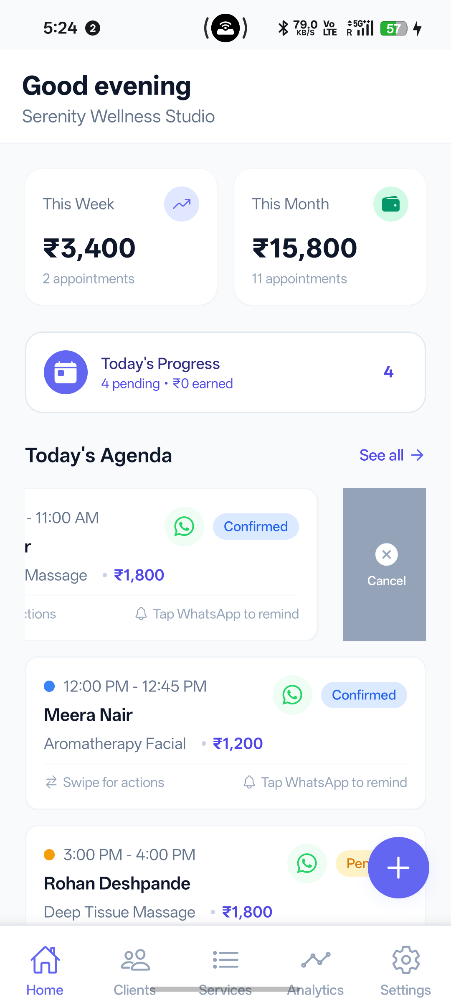 5:24 2 79.0 KB/S Vo LTE 5G++ R 57
Good evening
Serenity Wellness Studio
This Week
₹3,400
2 appointments
This Month
₹15,800
11 appointments
Today's Progress
4 pending • ₹0 earned
4
Today's Agenda
See all →
- 11:00 AM
Confirmed
r
Massage • ₹1,800
ctions
Tap WhatsApp to remind
Cancel
12:00 PM - 12:45 PM
Confirmed
Meera Nair
Aromatherapy Facial • ₹1,200
Swipe for actions
Tap WhatsApp to remind
3:00 PM - 4:00 PM
Pen
Rohan Deshpande
Deep Tissue Massage • ₹1,800
Home
Clients
Services
Analytics
Settings